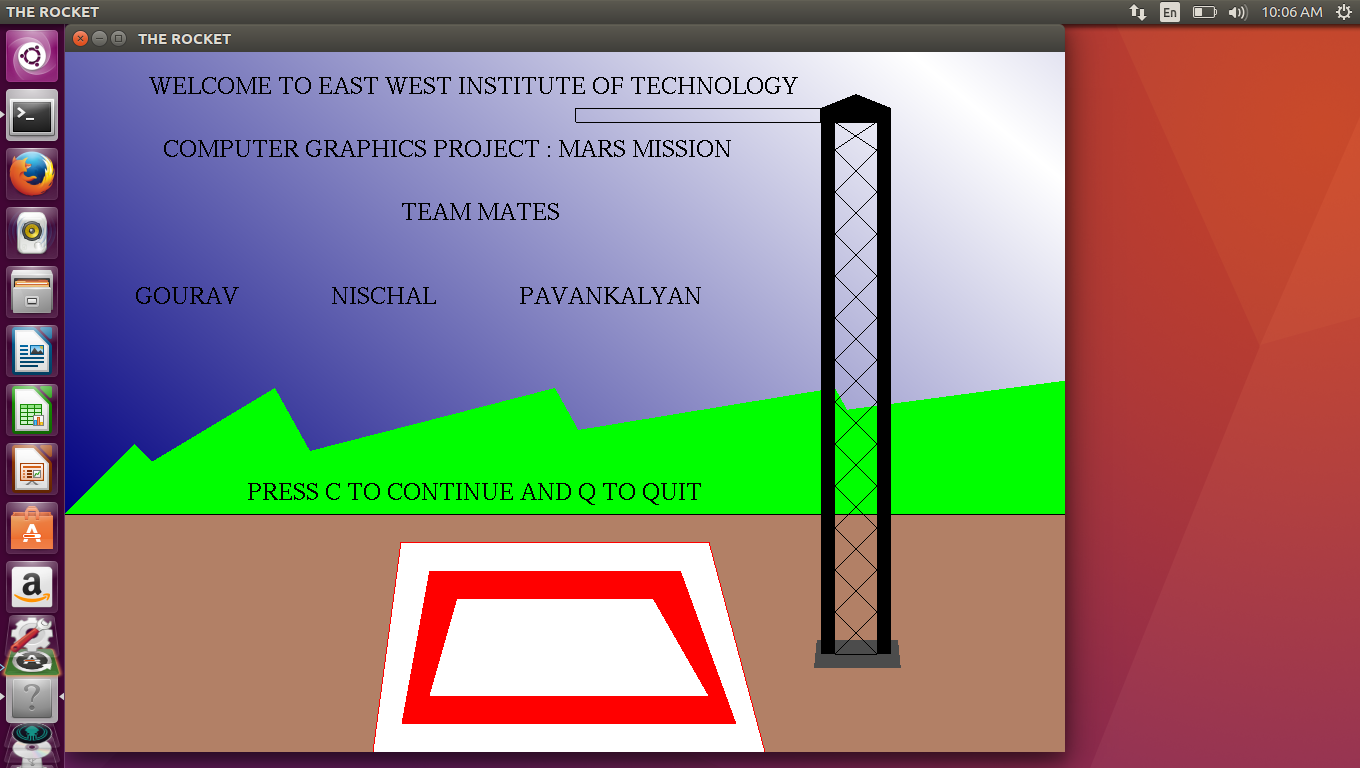 THE ROCKET
En
10:06 AM
THE ROCKET
WELCOME TO EAST WEST INSTITUTE OF TECHNOLOGY
COMPUTER GRAPHICS PROJECT : MARS MISSION
TEAM MATES
GOURAV NISCHAL PAVANKALYAN
PRESS C TO CONTINUE AND Q TO QUIT